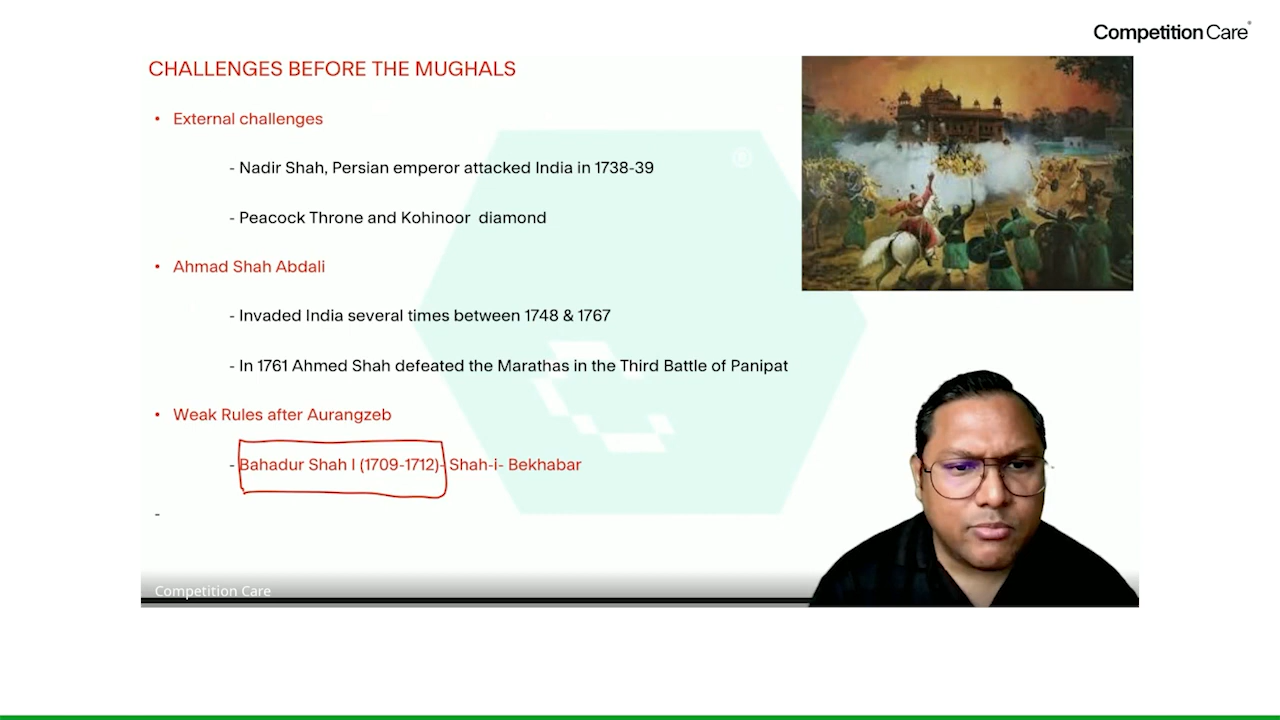 Competition Care
CHALLENGES BEFORE THE MUGHALS
• External challenges
- Nadir Shah, Persian emperor attacked India in 1738-39
- Peacock Throne and Kohinoor diamond
• Ahmad Shah Abdali
- Invaded India several times between 1748 & 1767
- In 1761 Ahmed Shah defeated the Marathas in the Third Battle of Panipat
• Weak Rules after Aurangzeb
- Bahadur Shah I (1709-1712)- Shah-i- Bekhabar
-
Competition Care